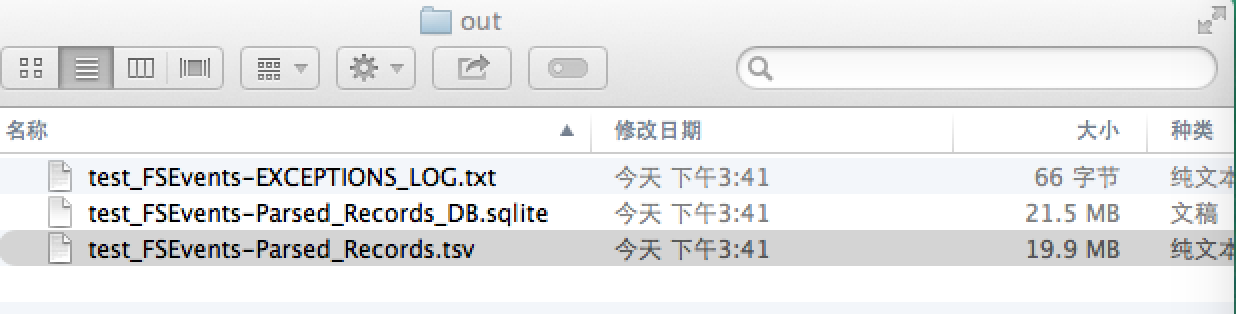 out
名称 修改日期 大小 种类
test_FSEvents-EXCEPTIONS_LOG.txt 今天 下午3:41 66 字节 纯文本
test_FSEvents-Parsed_Records_DB.sqlite 今天 下午3:41 21.5 MB 文稿
test_FSEvents-Parsed_Records.tsv 今天 下午3:41 19.9 MB 纯文本